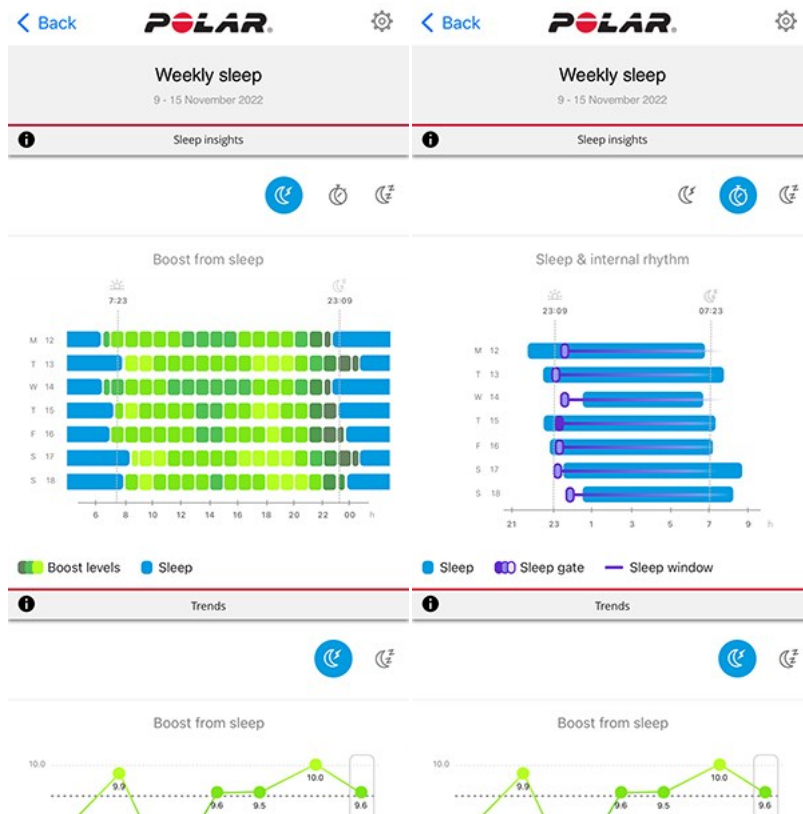 Back
POLAR.
Weekly sleep
9 - 15 November 2022
Sleep insights
Boost from sleep
7:23
23:09
M 12
T 13
W 14
T 15
F 16
S 17
S 18
6 8 10 12 14 16 18 20 22 00 h
Boost levels
Sleep
Trends
Boost from sleep
10.0
9.9
9.6
9.5
10.0
9.6
Back
POLAR.
Weekly sleep
9 - 15 November 2022
Sleep insights
Sleep & internal rhythm
23:09
07:23
M 12
T 13
W 14
T 15
F 16
S 17
S 18
21 23 1 3 5 7 9 h
Sleep
Sleep gate
Sleep window
Trends
Boost from sleep
10.0
9.9
9.6
9.5
10.0
9.6